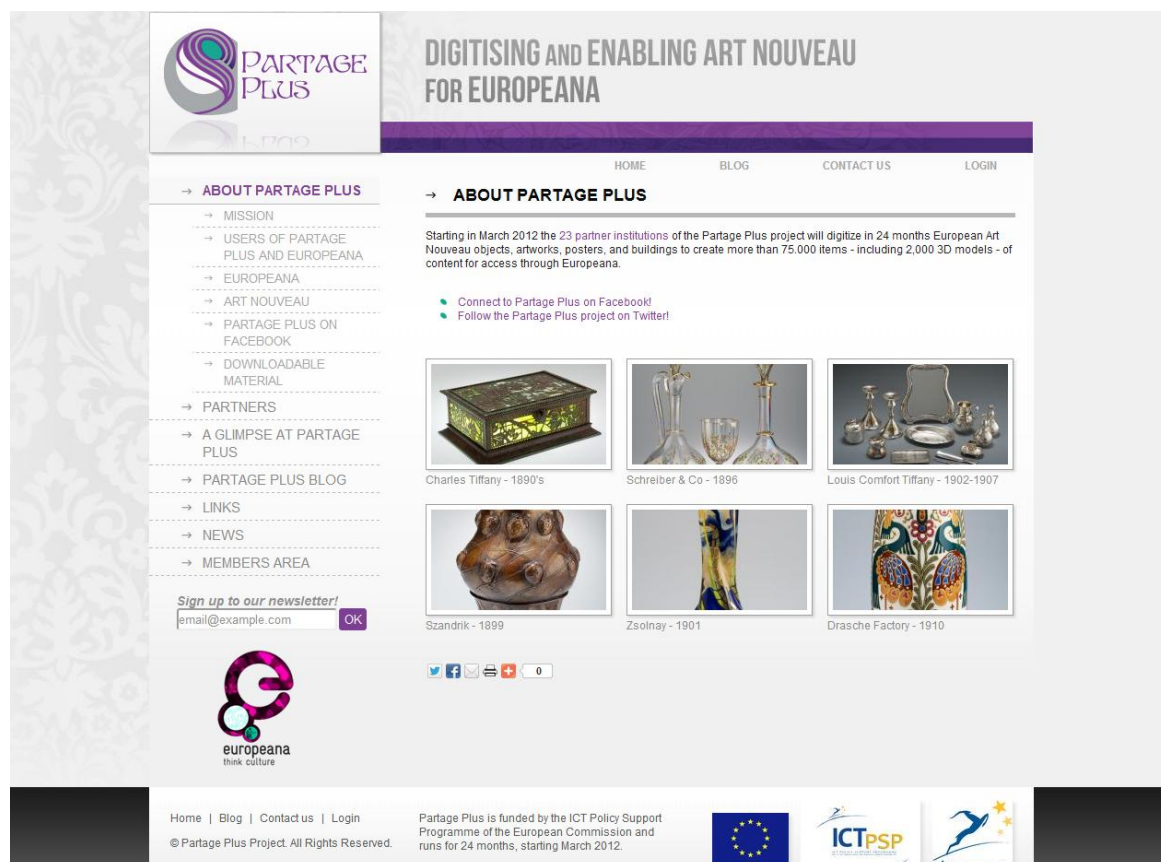 PARTAGE
PLUS
DIGITISING AND ENABLING ART NOUVEAU
FOR EUROPEANA
HOME
BLOG
CONTACT US
LOGIN
ABOUT PARTAGE PLUS
MISSION
USERS OF PARTAGE
PLUS AND EUROPEANA
EUROPEANA
ART NOUVEAU
PARTAGE PLUS ON
FACEBOOK
DOWNLOADABLE
MATERIAL
PARTNERS
A GLIMPSE AT PARTAGE
PLUS
PARTAGE PLUS BLOG
LINKS
NEWS
MEMBERS AREA
Sign up to our newsletter!
email@example.com OK
europeana
think culture
ABOUT PARTAGE PLUS
Starting in March 2012 the 23 partner institutions of the Partage Plus project will digitize in 24 months European Art
Nouveau objects, artworks, posters, and buildings to create more than 75.000 items - including 2,000 3D models - of
content for access through Europeana.
Connect to Partage Plus on Facebook!
Follow the Partage Plus project on Twitter!
Charles Tiffany - 1890's
Schreiber & Co - 1896
Louis Comfort Tiffany - 1902-1907
Szandrik - 1899
Zsolnay - 1901
Drasche Factory - 1910
0
Home | Blog | Contact us | Login
© Partage Plus Project. All Rights Reserved.
Partage Plus is funded by the ICT Policy Support
Programme of the European Commission and
runs for 24 months, starting March 2012.
ICTPSP